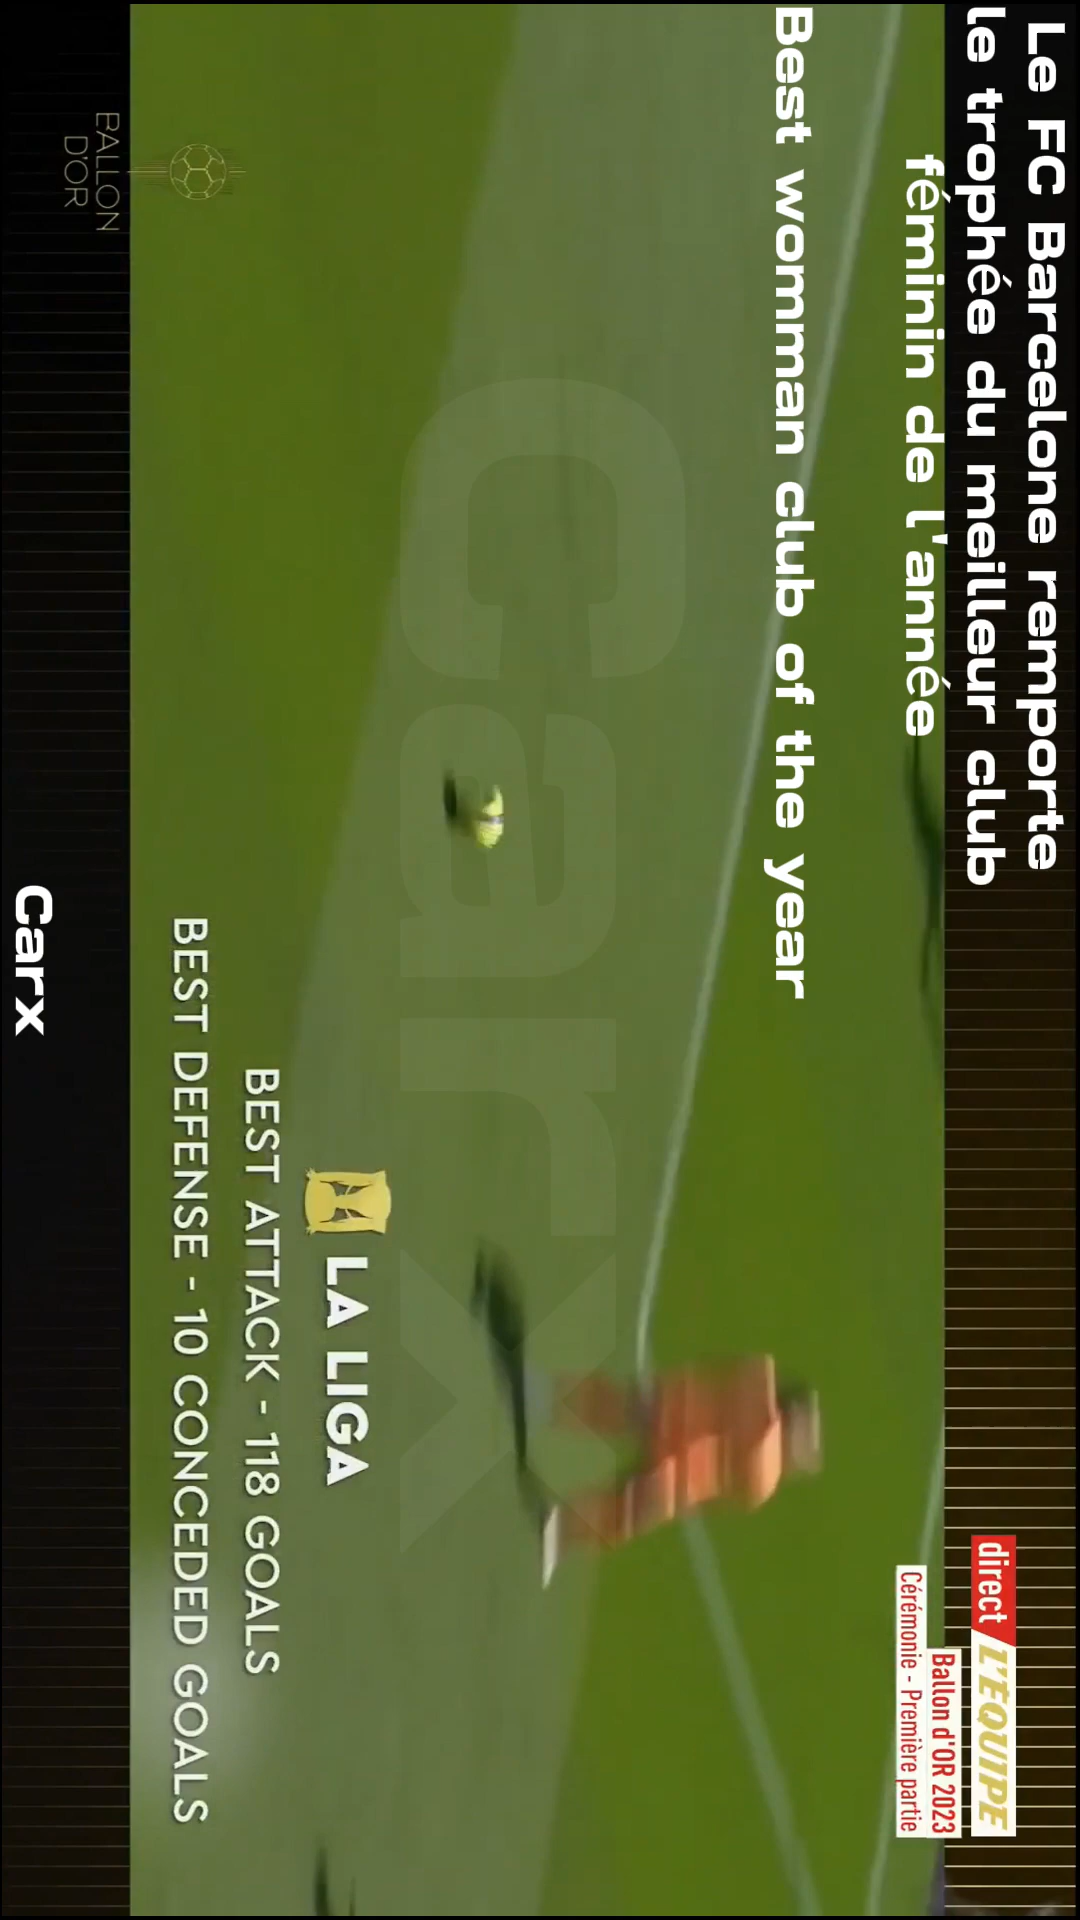 Le FC Barcelone remporte
le trophée du meilleur club
féminin de l'année
Best womman club of the year
direct L'ÉQUIPE
Ballon d'OR 2023
Cérémonie - Première partie
Carx
LA LIGA
BEST ATTACK - 118 GOALS
BEST DEFENSE - 10 CONCEDED GOALS
BALLON
D'OR
Carx